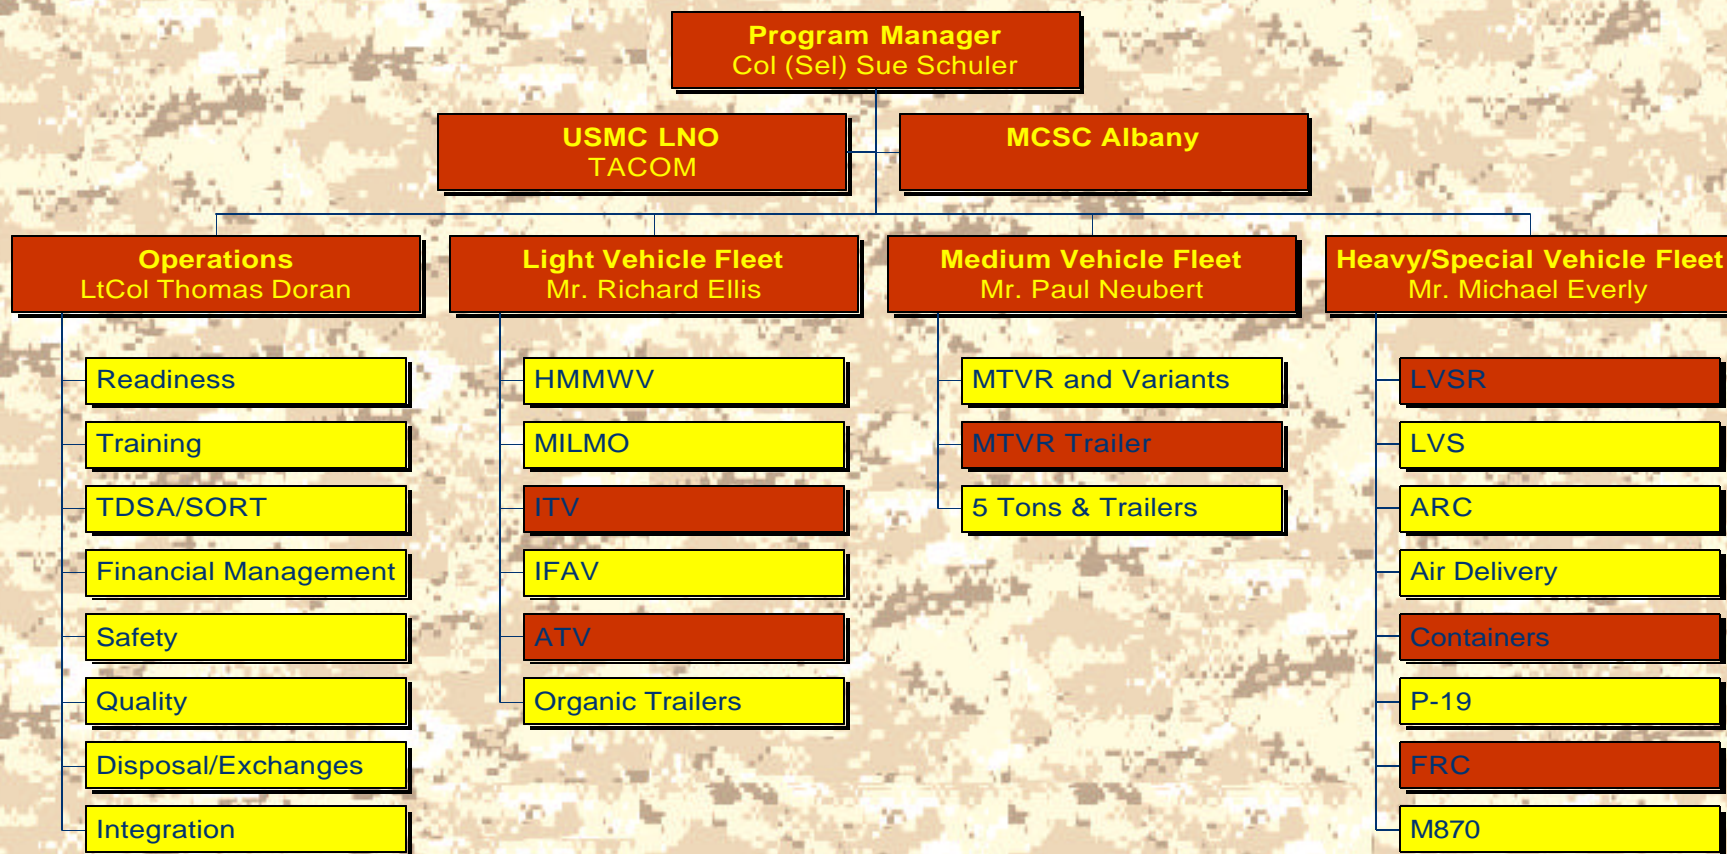 Program Manager
Col (Sel) Sue Schuler
USMC LNO
TACOM
MCSC Albany
Operations
LtCol Thomas Doran
Readiness
Training
TDSA/SORT
Financial Management
Safety
Quality
Disposal/Exchanges
Integration
Light Vehicle Fleet
Mr. Richard Ellis
HMMWV
MILMO
ITV
IFAV
ATV
Organic Trailers
Medium Vehicle Fleet
Mr. Paul Neubert
MTVR and Variants
MTVR Trailer
5 Tons & Trailers
Heavy/Special Vehicle Fleet
Mr. Michael Everly
LVSR
LVS
ARC
Air Delivery
Containers
P-19
FRC
M870